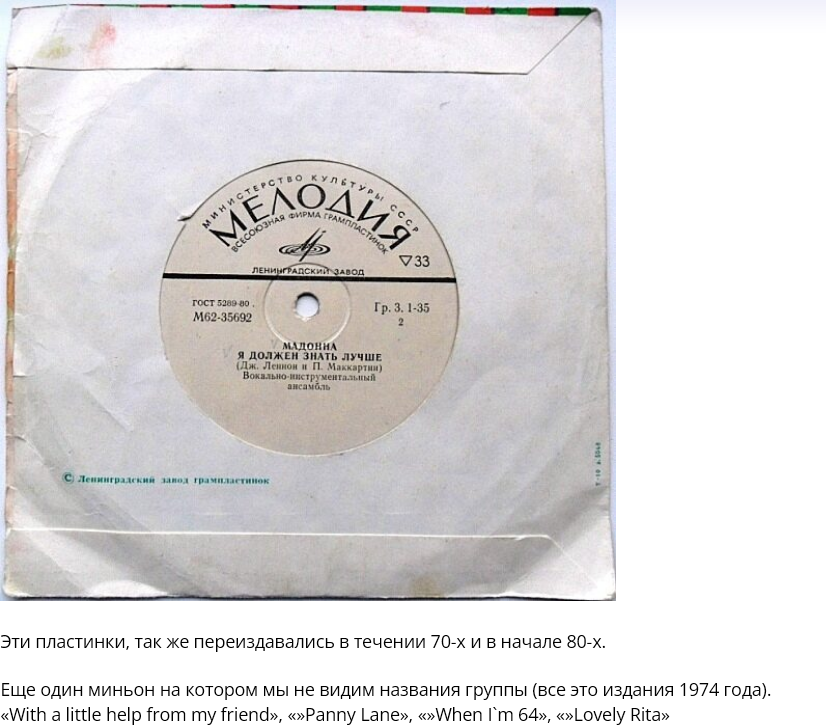 МИНИСТЕРСТВО КУЛЬТУРЫ СССР
МЕЛОДИЯ
ВСЕСОЮЗНАЯ ФИРМА ГРАМПЛАСТИНОК
33
ЛЕНИНГРАДСКИЙ ЗАВОД
ГОСТ 5289-80
М62-35692
Гр. 3. 1-35
2
МАДОННА
Я ДОЛЖЕН ЗНАТЬ ЛУЧШЕ
(Дж. Леннон и П. Маккартни)
Вокально-инструментальный
ансамбль
© Ленинградский завод грампластинок
Эти пластинки, так же переиздавались в течении 70-х и в начале 80-х.
Еще один миньон на котором мы не видим названия группы (все это издания 1974 года).
«With a little help from my friend», «»Panny Lane», «»When I`m 64», «»Lovely Rita»